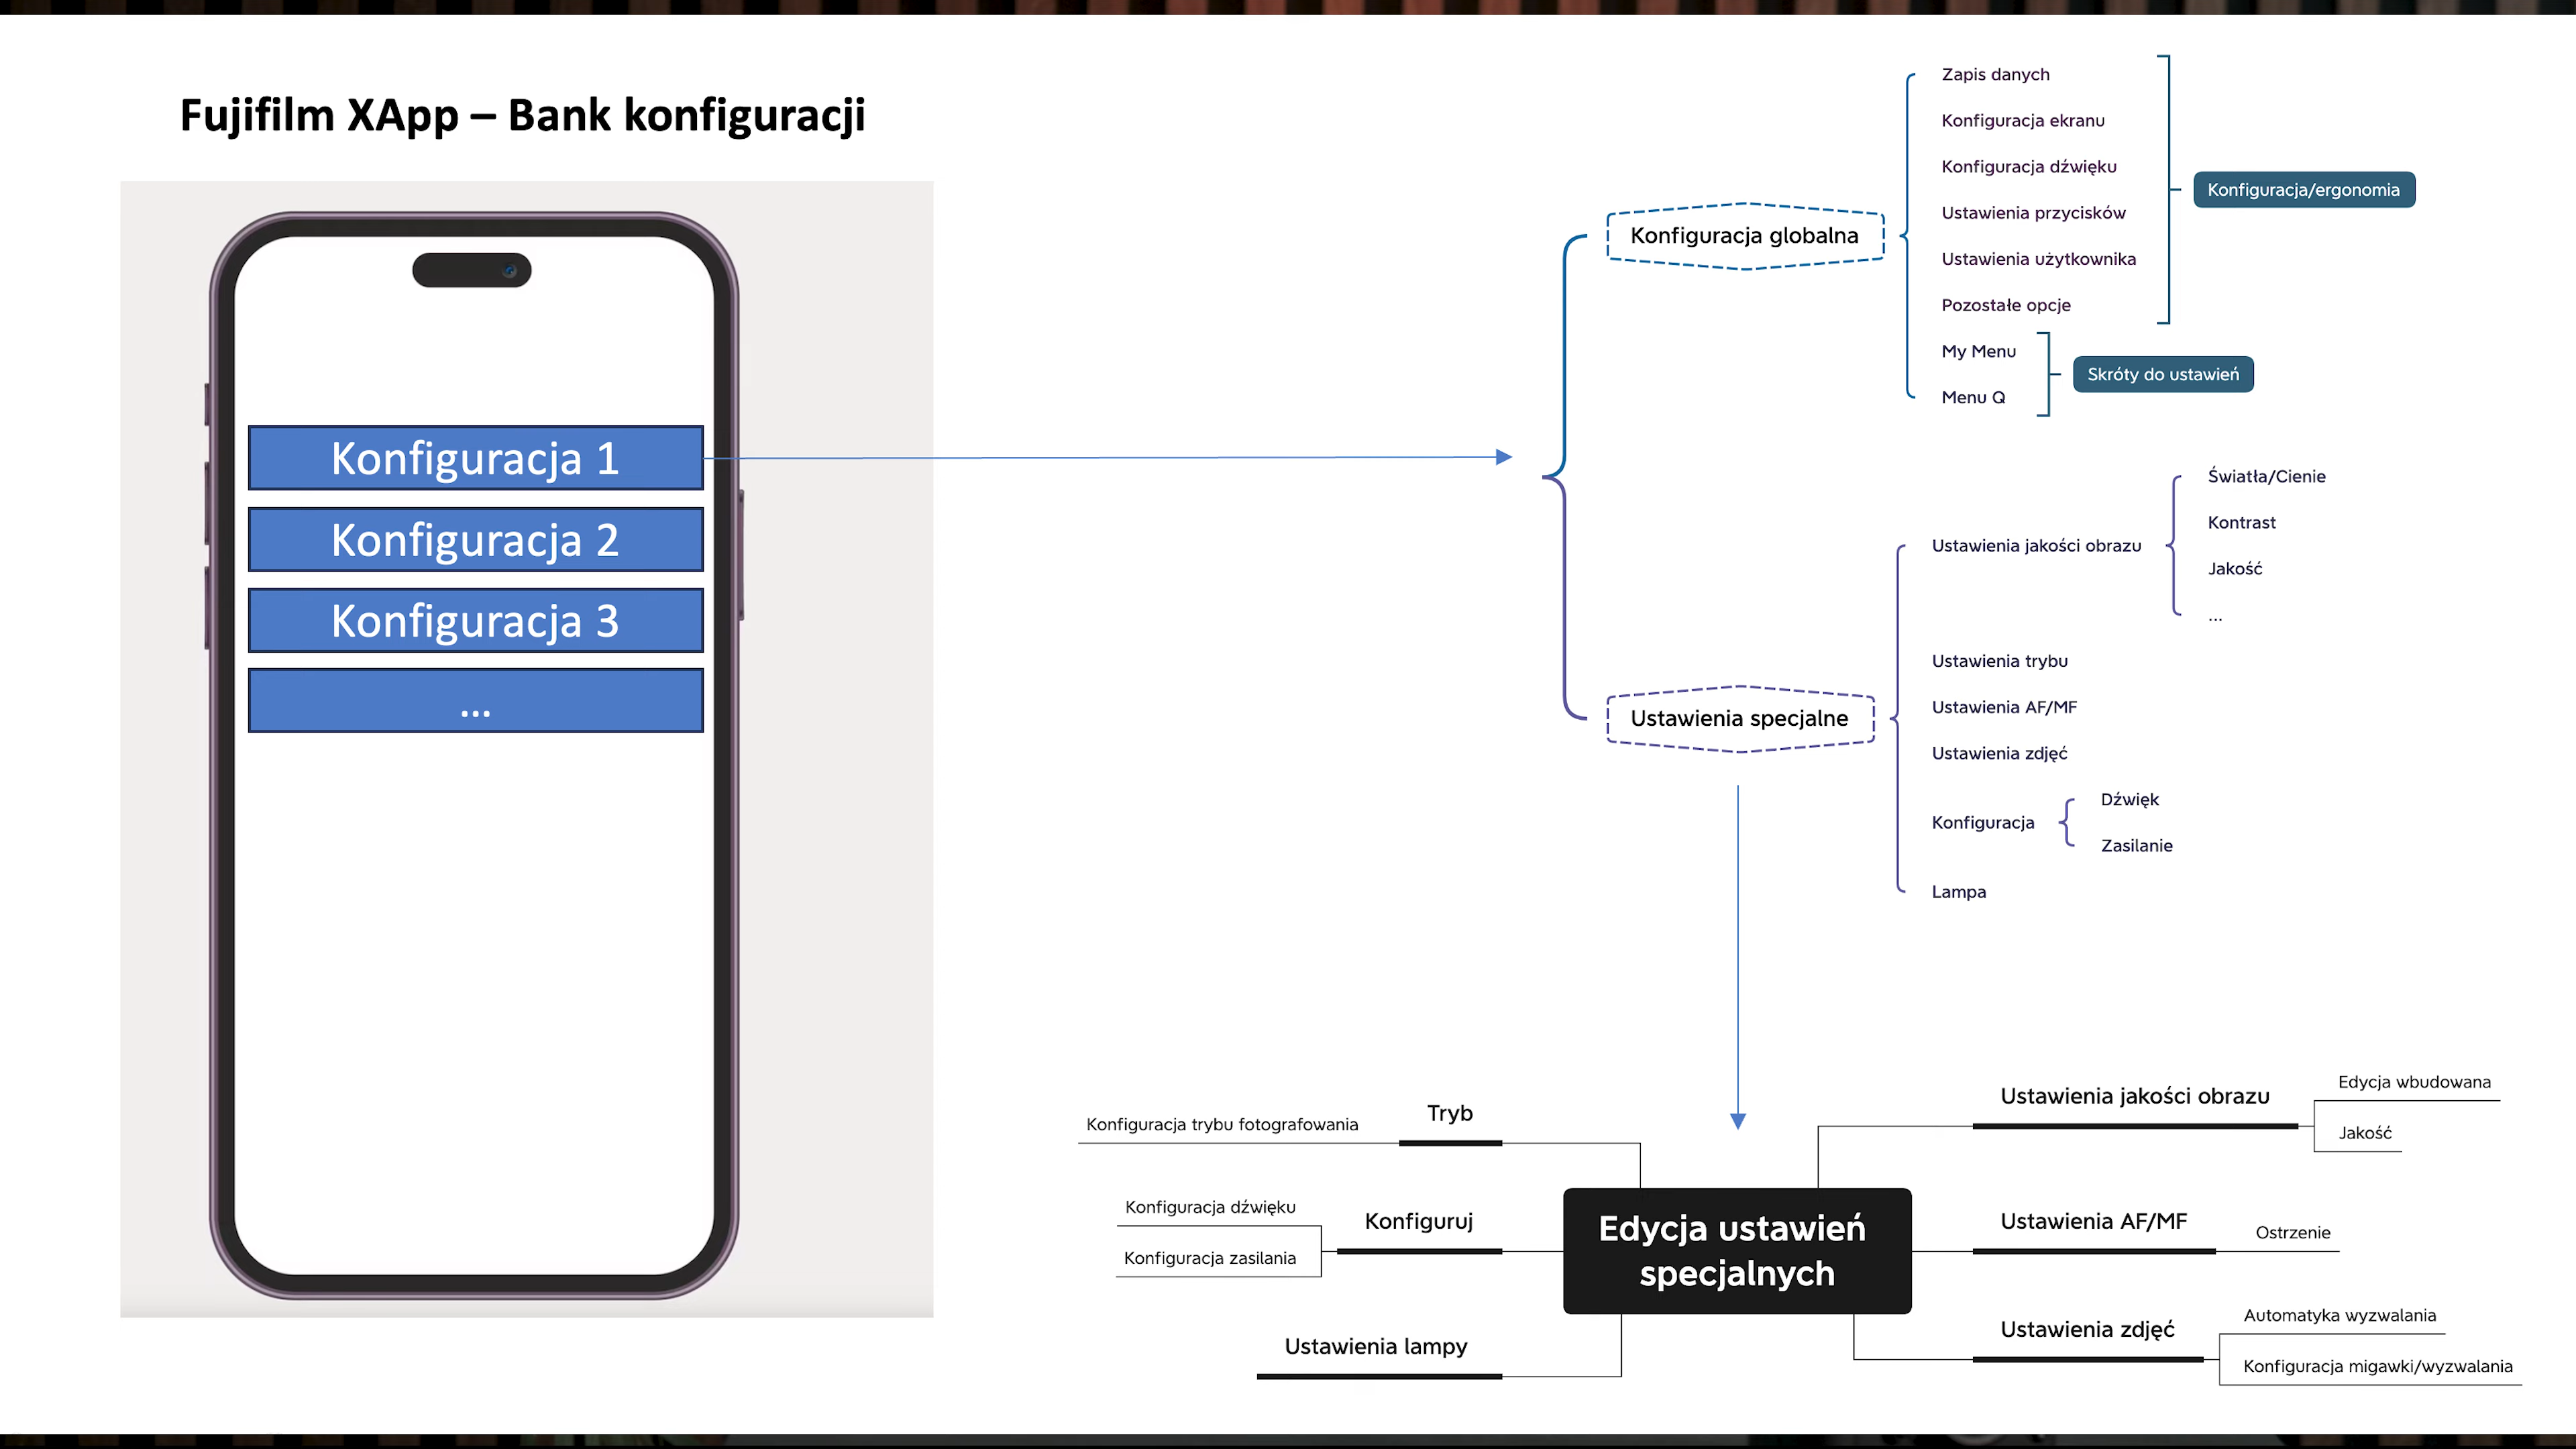 Fujifilm XApp – Bank konfiguracji
Konfiguracja 1
Konfiguracja 2
Konfiguracja 3
...
Konfiguracja globalna
Zapis danych
Konfiguracja ekranu
Konfiguracja dźwięku
Ustawienia przycisków
Ustawienia użytkownika
Pozostałe opcje
Konfiguracja/ergonomia
My Menu
Menu Q
Skróty do ustawień
Ustawienia specjalne
Ustawienia jakości obrazu
Światła/Cienie
Kontrast
Jakość
...
Ustawienia trybu
Ustawienia AF/MF
Ustawienia zdjęć
Konfiguracja
Dźwięk
Zasilanie
Lampa
Edycja ustawień
specjalnych
Tryb
Konfiguracja trybu fotografowania
Konfiguruj
Konfiguracja dźwięku
Konfiguracja zasilania
Ustawienia lampy
Ustawienia jakości obrazu
Edycja wbudowana
Jakość
Ustawienia AF/MF
Ostrzenie
Ustawienia zdjęć
Automatyka wyzwalania
Konfiguracja migawki/wyzwalania